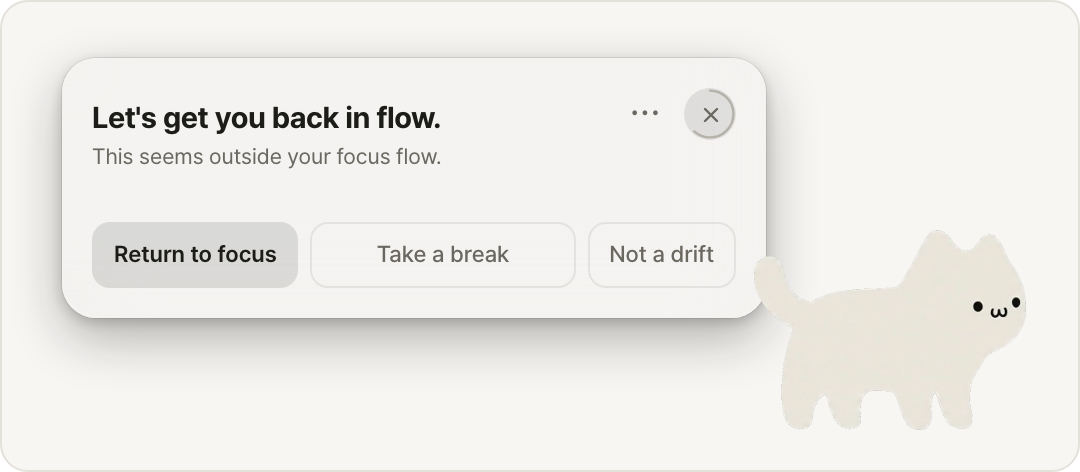 Let's get you back in flow.
This seems outside your focus flow.
Return to focus
Take a break
Not a drift